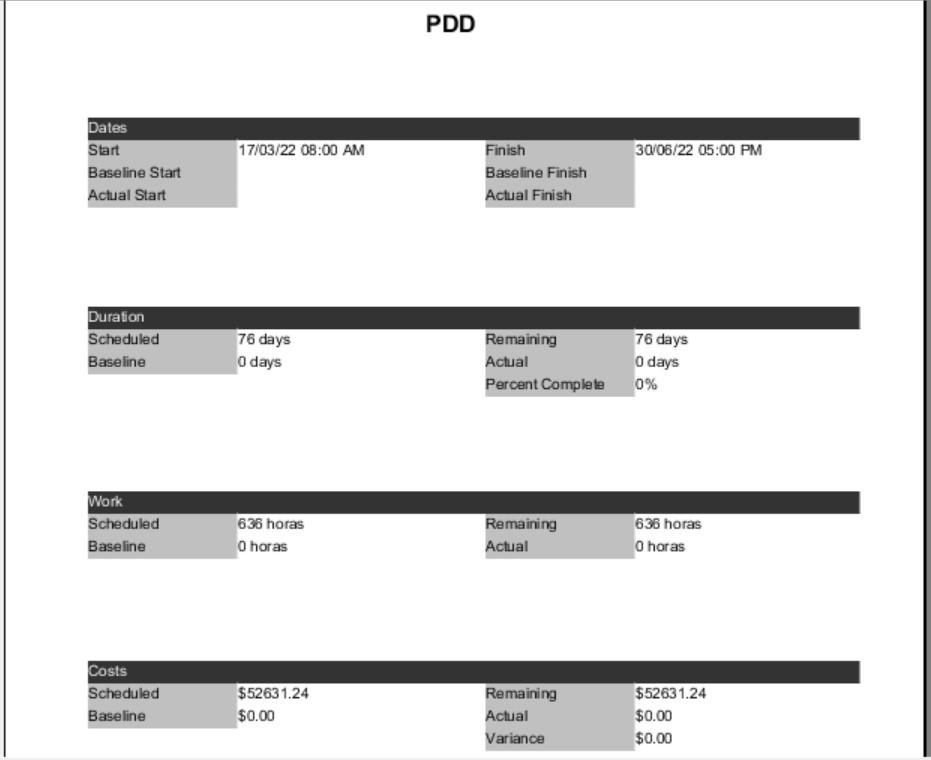 PDD
Dates
Start 17/03/22 08:00 AM Finish 30/06/22 05:00 PM
Baseline Start Baseline Finish
Actual Start Actual Finish
Duration
Scheduled 76 days Remaining 76 days
Baseline 0 days Actual 0 days
Percent Complete 0%
Work
Scheduled 636 horas Remaining 636 horas
Baseline 0 horas Actual 0 horas
Costs
Scheduled $52631.24 Remaining $52631.24
Baseline $0.00 Actual $0.00
Variance $0.00